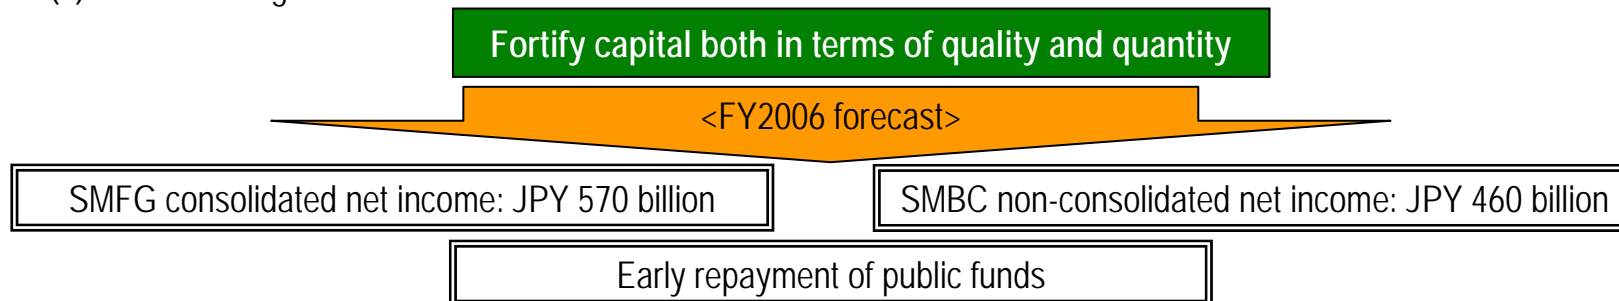 Fortify capital both in terms of quality and quantity
<FY2006 forecast>
SMFG consolidated net income: JPY 570 billion
SMBC non-consolidated net income: JPY 460 billion
Early repayment of public funds